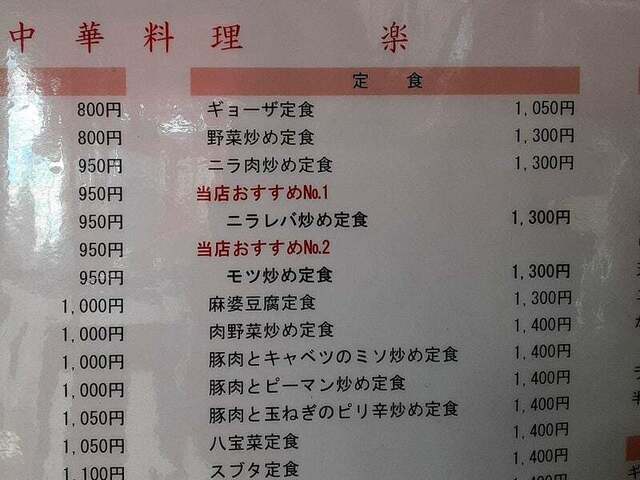 中華料理 楽
定食
800円
800円
950円
950円
950円
950円
950円
1,000円
1,000円
1,000円
1,000円
1,050円
1,050円
1,100円
ギョーザ定食 1,050円
野菜炒め定食 1,300円
ニラ肉炒め定食 1,300円
当店おすすめ№1
ニラレバ炒め定食 1,300円
当店おすすめ№2
モツ炒め定食 1,300円
麻婆豆腐定食 1,300円
肉野菜炒め定食 1,400円
豚肉とキャベツのミソ炒め定食 1,400円
豚肉とピーマン炒め定食 1,400円
豚肉と玉ねぎのピリ辛炒め定食 1,400円
八宝菜定食 1,400円
スブタ定食 1,400円